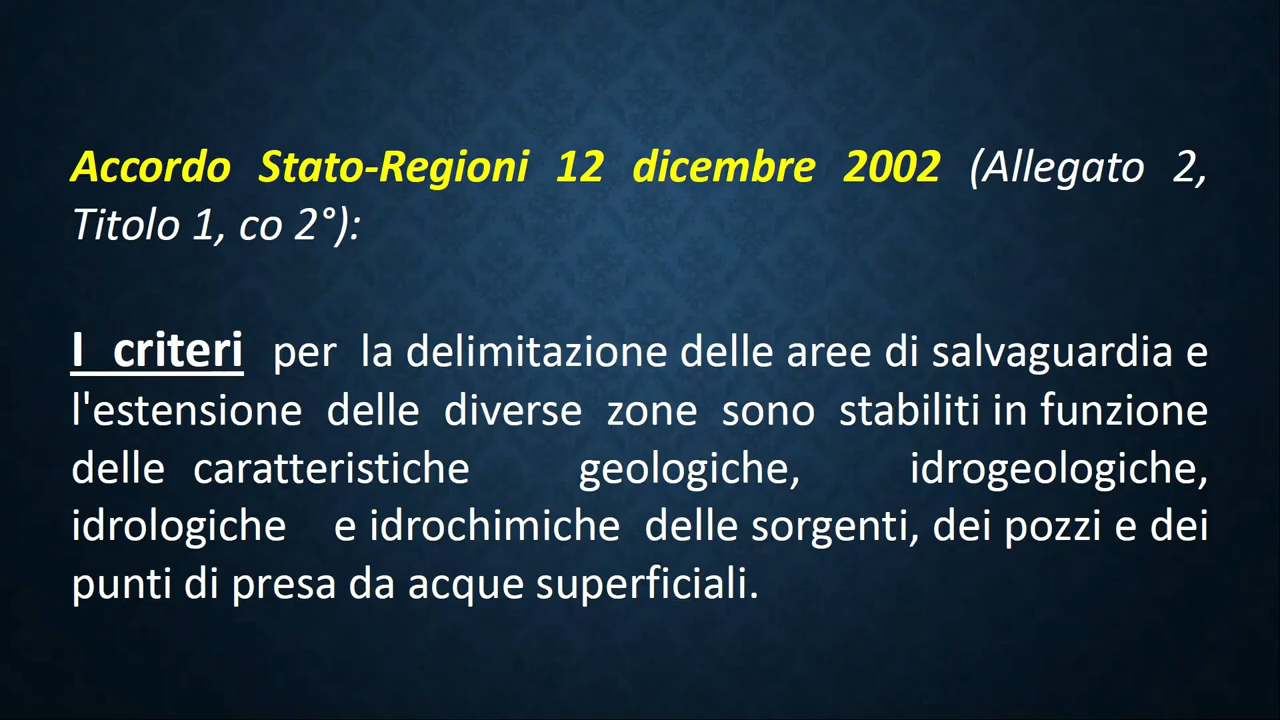 Accordo Stato-Regioni 12 dicembre 2002 (Allegato 2,
Titolo 1, co 2°):
I criteri per la delimitazione delle aree di salvaguardia e
l'estensione delle diverse zone sono stabiliti in funzione
delle caratteristiche geologiche, idrogeologiche,
idrologiche e idrochimiche delle sorgenti, dei pozzi e dei
punti di presa da acque superficiali.